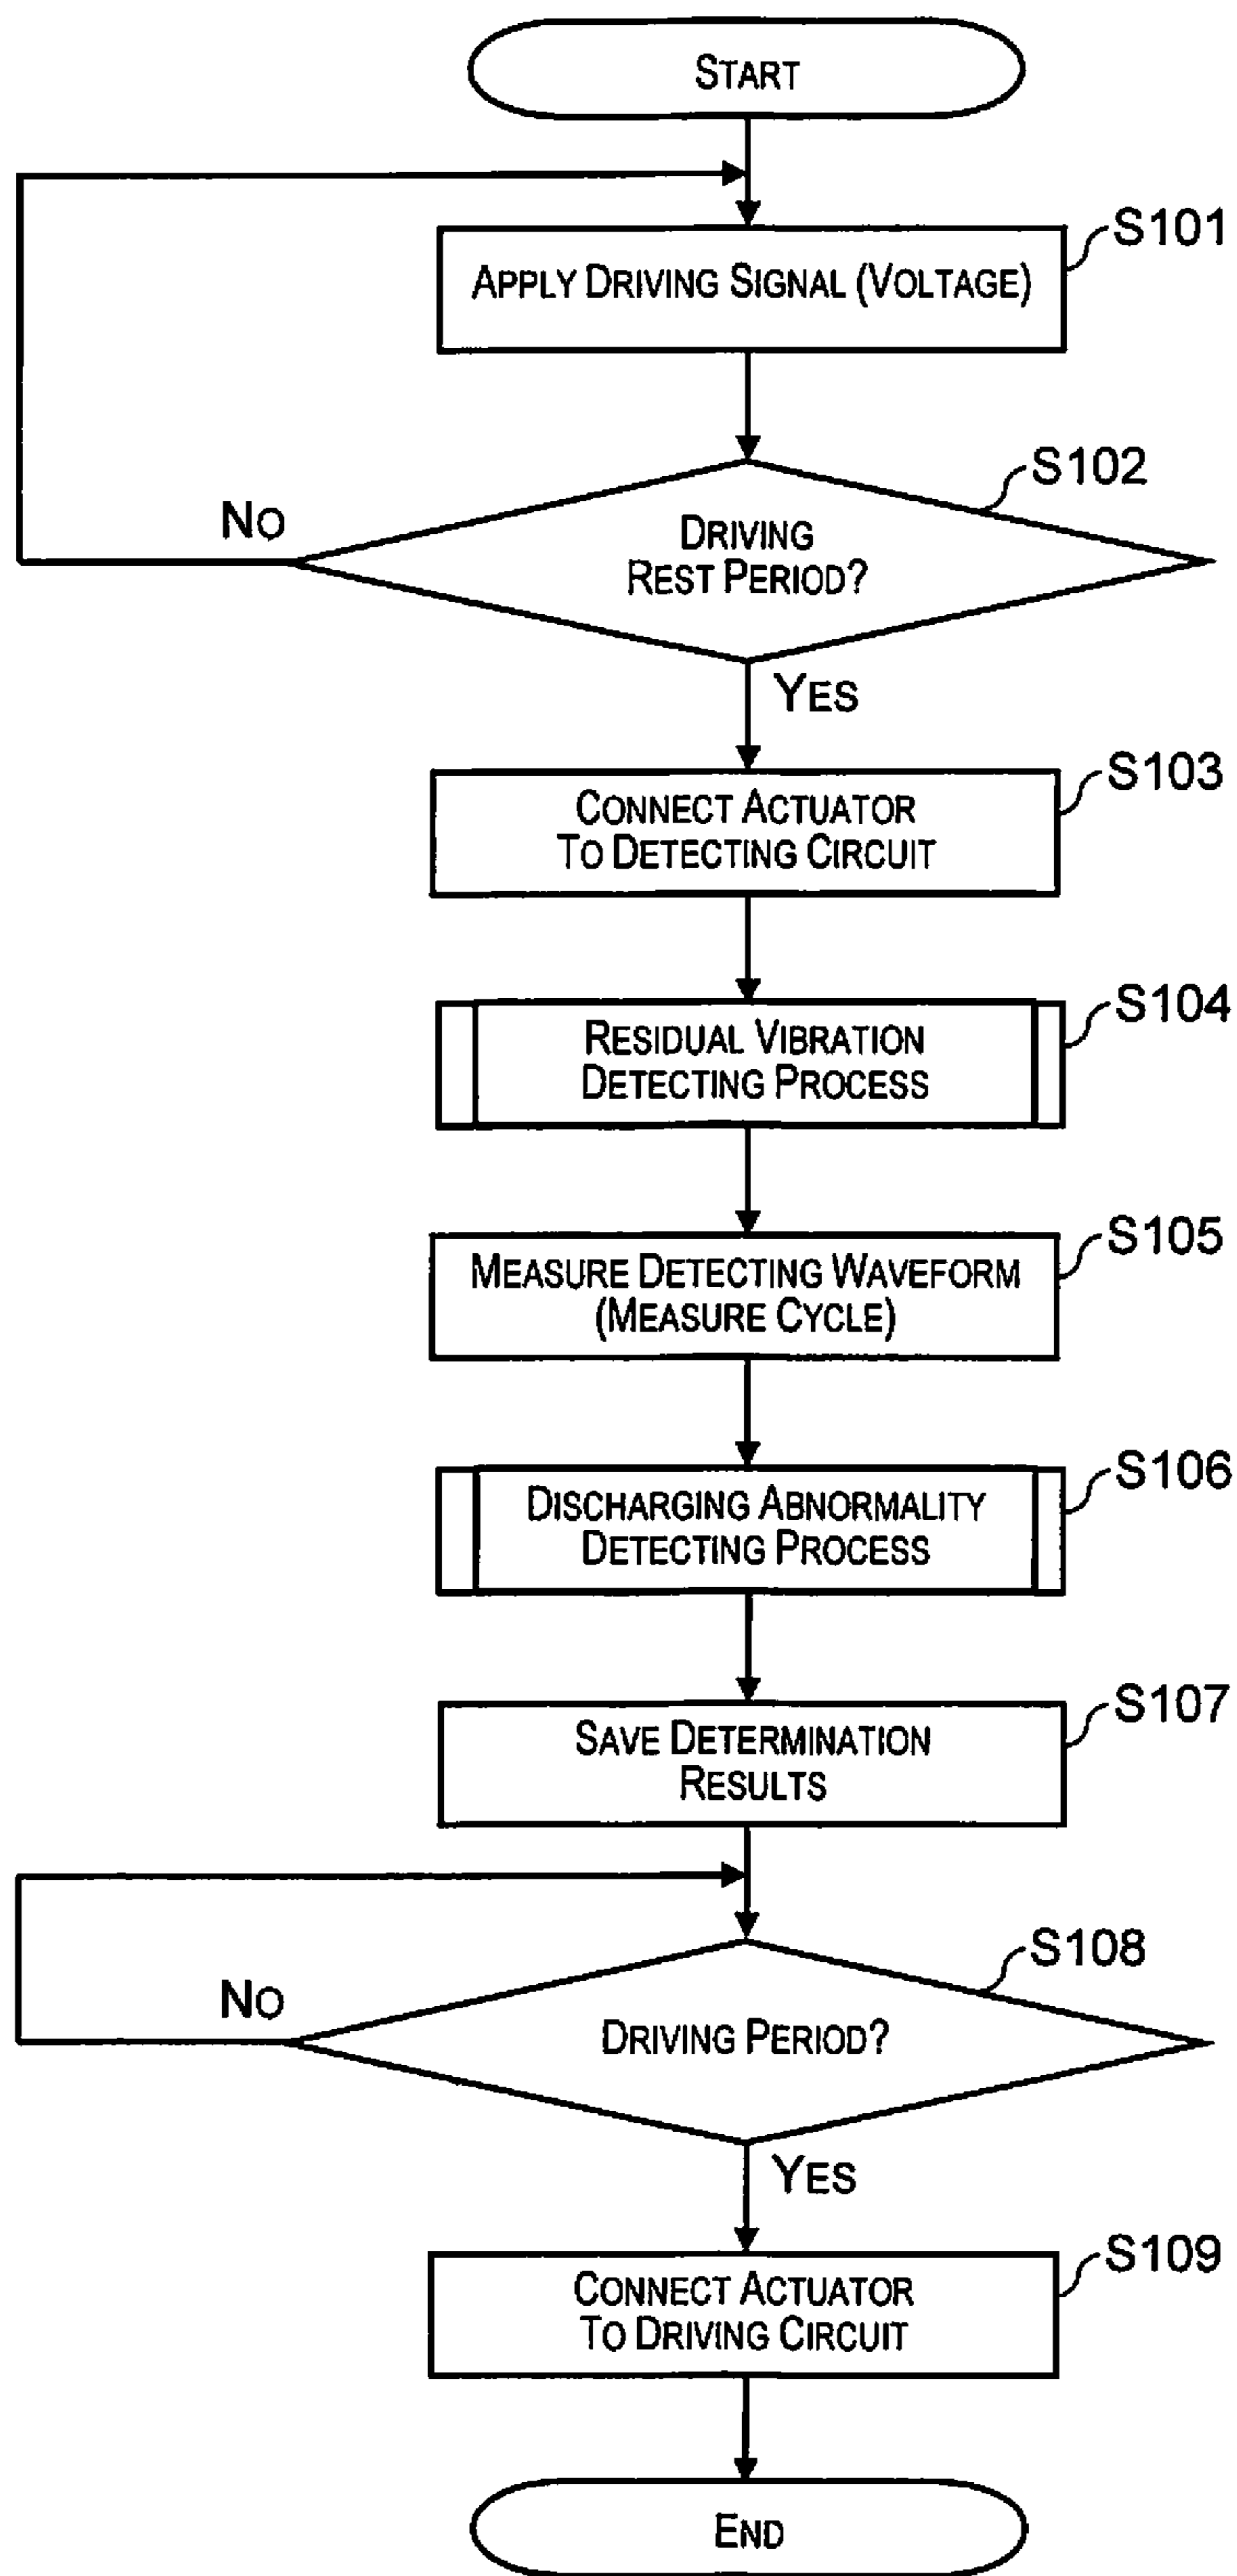 START
APPLY DRIVING SIGNAL (VOLTAGE)
S101
DRIVING
REST PERIOD?
S102
NO
YES
CONNECT ACTUATOR
TO DETECTING CIRCUIT
S103
RESIDUAL VIBRATION
DETECTING PROCESS
S104
MEASURE DETECTING WAVEFORM
(MEASURE CYCLE)
S105
DISCHARGING ABNORMALITY
DETECTING PROCESS
S106
SAVE DETERMINATION
RESULTS
S107
DRIVING PERIOD?
S108
NO
YES
CONNECT ACTUATOR
TO DRIVING CIRCUIT
S109
END